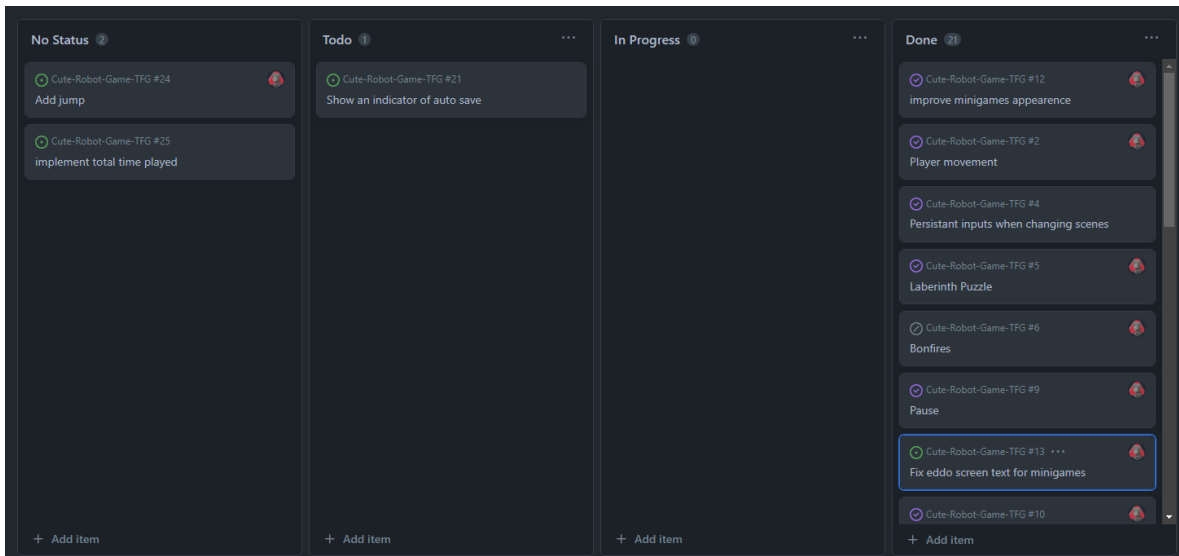 No Status 2
Cute-Robot-Game-TFG #24
Add jump
Cute-Robot-Game-TFG #25
implement total time played
+ Add item
Todo 1
Cute-Robot-Game-TFG #21
Show an indicator of auto save
+ Add item
In Progress 0
+ Add item
Done 21
Cute-Robot-Game-TFG #12
improve minigames appearence
Cute-Robot-Game-TFG #2
Player movement
Cute-Robot-Game-TFG #4
Persistant inputs when changing scenes
Cute-Robot-Game-TFG #5
Laberinth Puzzle
Cute-Robot-Game-TFG #6
Bonfires
Cute-Robot-Game-TFG #9
Pause
Cute-Robot-Game-TFG #13
Fix eddo screen text for minigames
Cute-Robot-Game-TFG #10
+ Add item